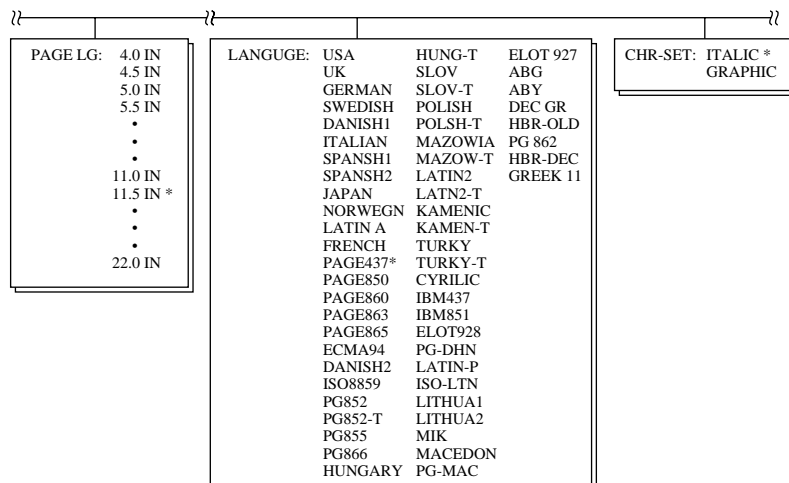 PAGE LG: 4.0 IN
4.5 IN
5.0 IN
5.5 IN
•
•
•
11.0 IN
11.5 IN *
•
•
•
22.0 IN
LANGUGE: USA HUNG-T ELOT 927
UK SLOV ABG
GERMAN SLOV-T ABY
SWEDISH POLISH DEC GR
DANISH1 POLSH-T HBR-OLD
ITALIAN MAZOWIA PG 862
SPANSH1 MAZOW-T HBR-DEC
SPANSH2 LATIN2 GREEK 11
JAPAN LATN2-T
NORWEGN KAMENIC
LATIN A KAMEN-T
FRENCH TURKY
PAGE437* TURKY-T
PAGE850 CYRILIC
PAGE860 IBM437
PAGE863 IBM851
PAGE865 ELOT928
ECMA94 PG-DHN
DANISH2 LATIN-P
ISO8859 ISO-LTN
PG852 LITHUA1
PG852-T LITHUA2
PG855 MIK
PG866 MACEDON
HUNGARY PG-MAC
CHR-SET: ITALIC *
GRAPHIC